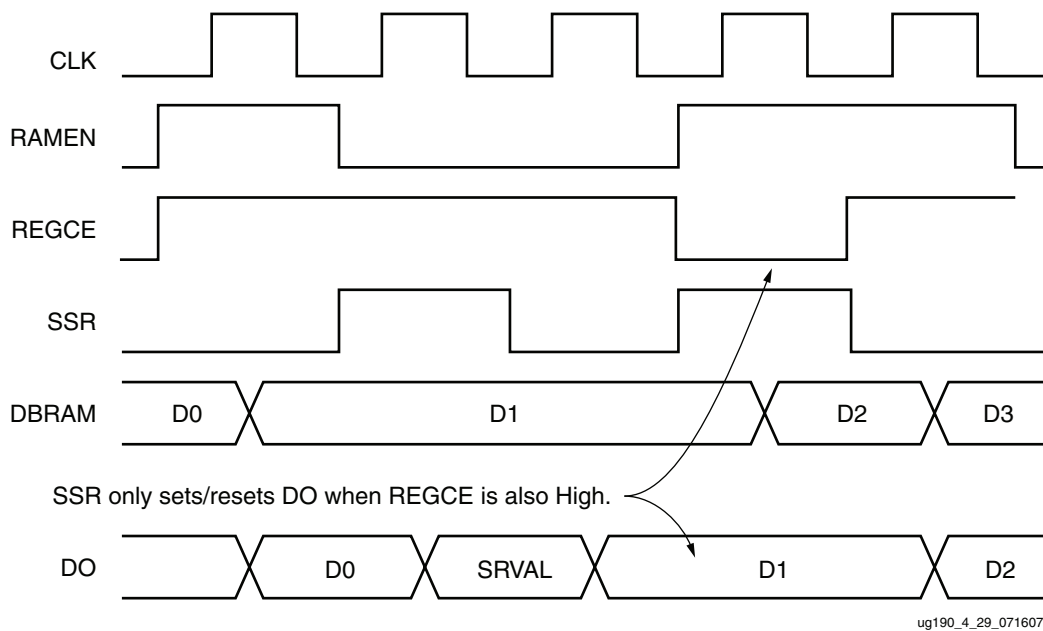 CLK
RAMEN
REGCE
SSR
DBRAM D0 D1 D2 D3
SSR only sets/resets DO when REGCE is also High.
DO D0 SRVAL D1 D2
ug190_4_29_071607